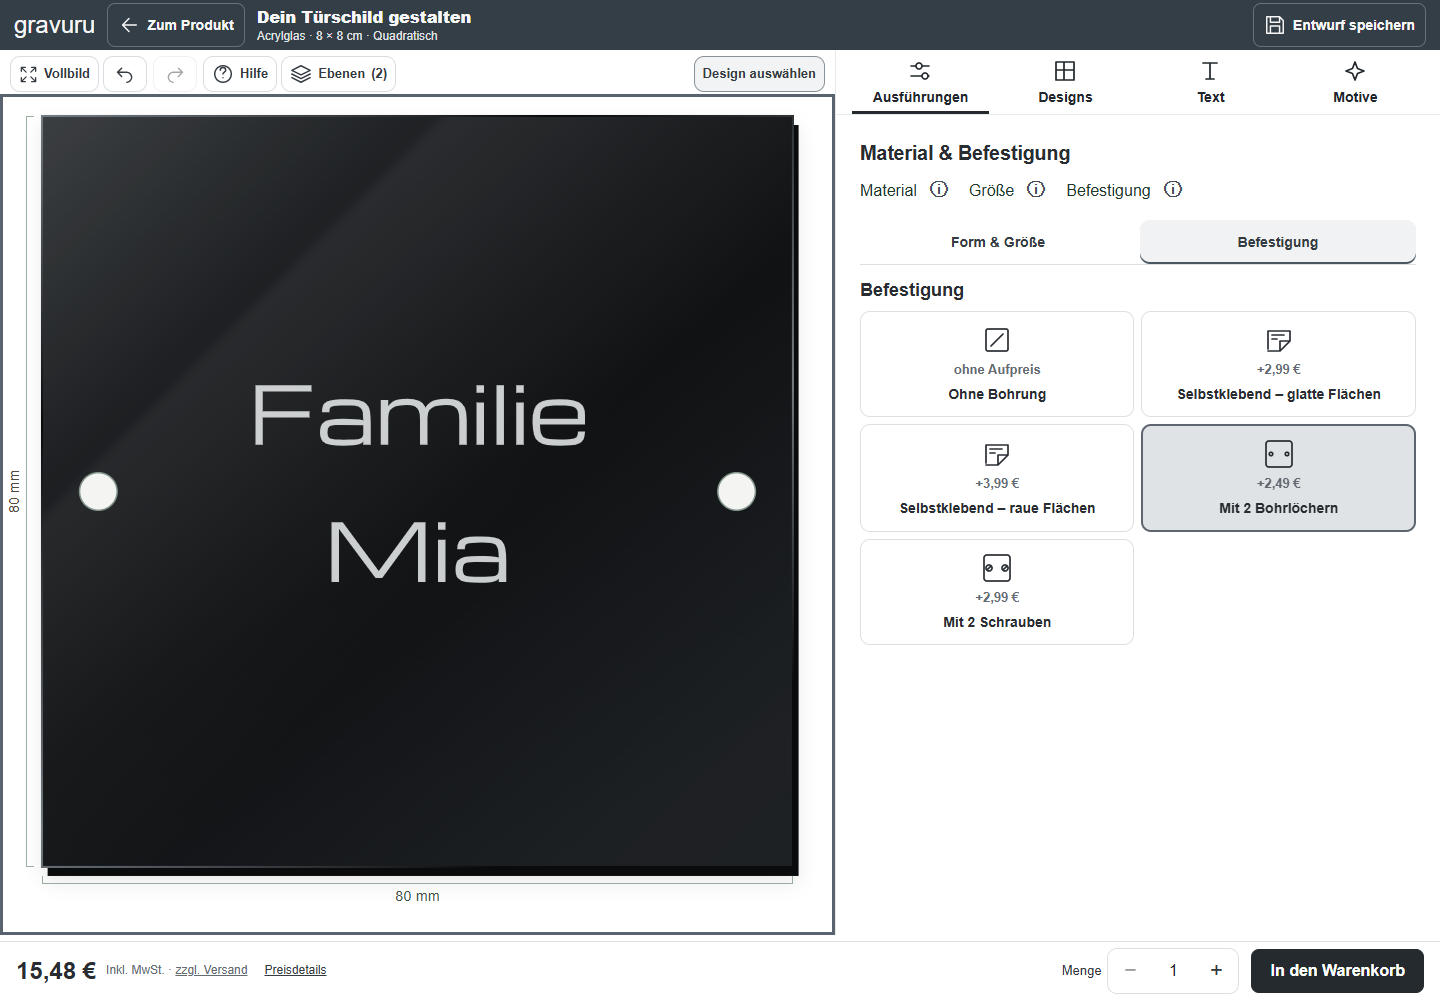 gravuru
Zum Produkt
Dein Türschild gestalten
Acrylglas · 8 × 8 cm · Quadratisch
Entwurf speichern
Vollbild
Hilfe
Ebenen (2)
Design auswählen
Ausführungen
Designs
Text
Motive
80 mm
Familie
Mia
80 mm
Material & Befestigung
Material
Größe
Befestigung
Form & Größe
Befestigung
Befestigung
ohne Aufpreis
Ohne Bohrung
+2,99 €
Selbstklebend – glatte Flächen
+3,99 €
Selbstklebend – raue Flächen
+2,49 €
Mit 2 Bohrlöchern
+2,99 €
Mit 2 Schrauben
15,48 €
Inkl. MwSt. · zzgl. Versand
Preisdetails
Menge
− 1 +
In den Warenkorb